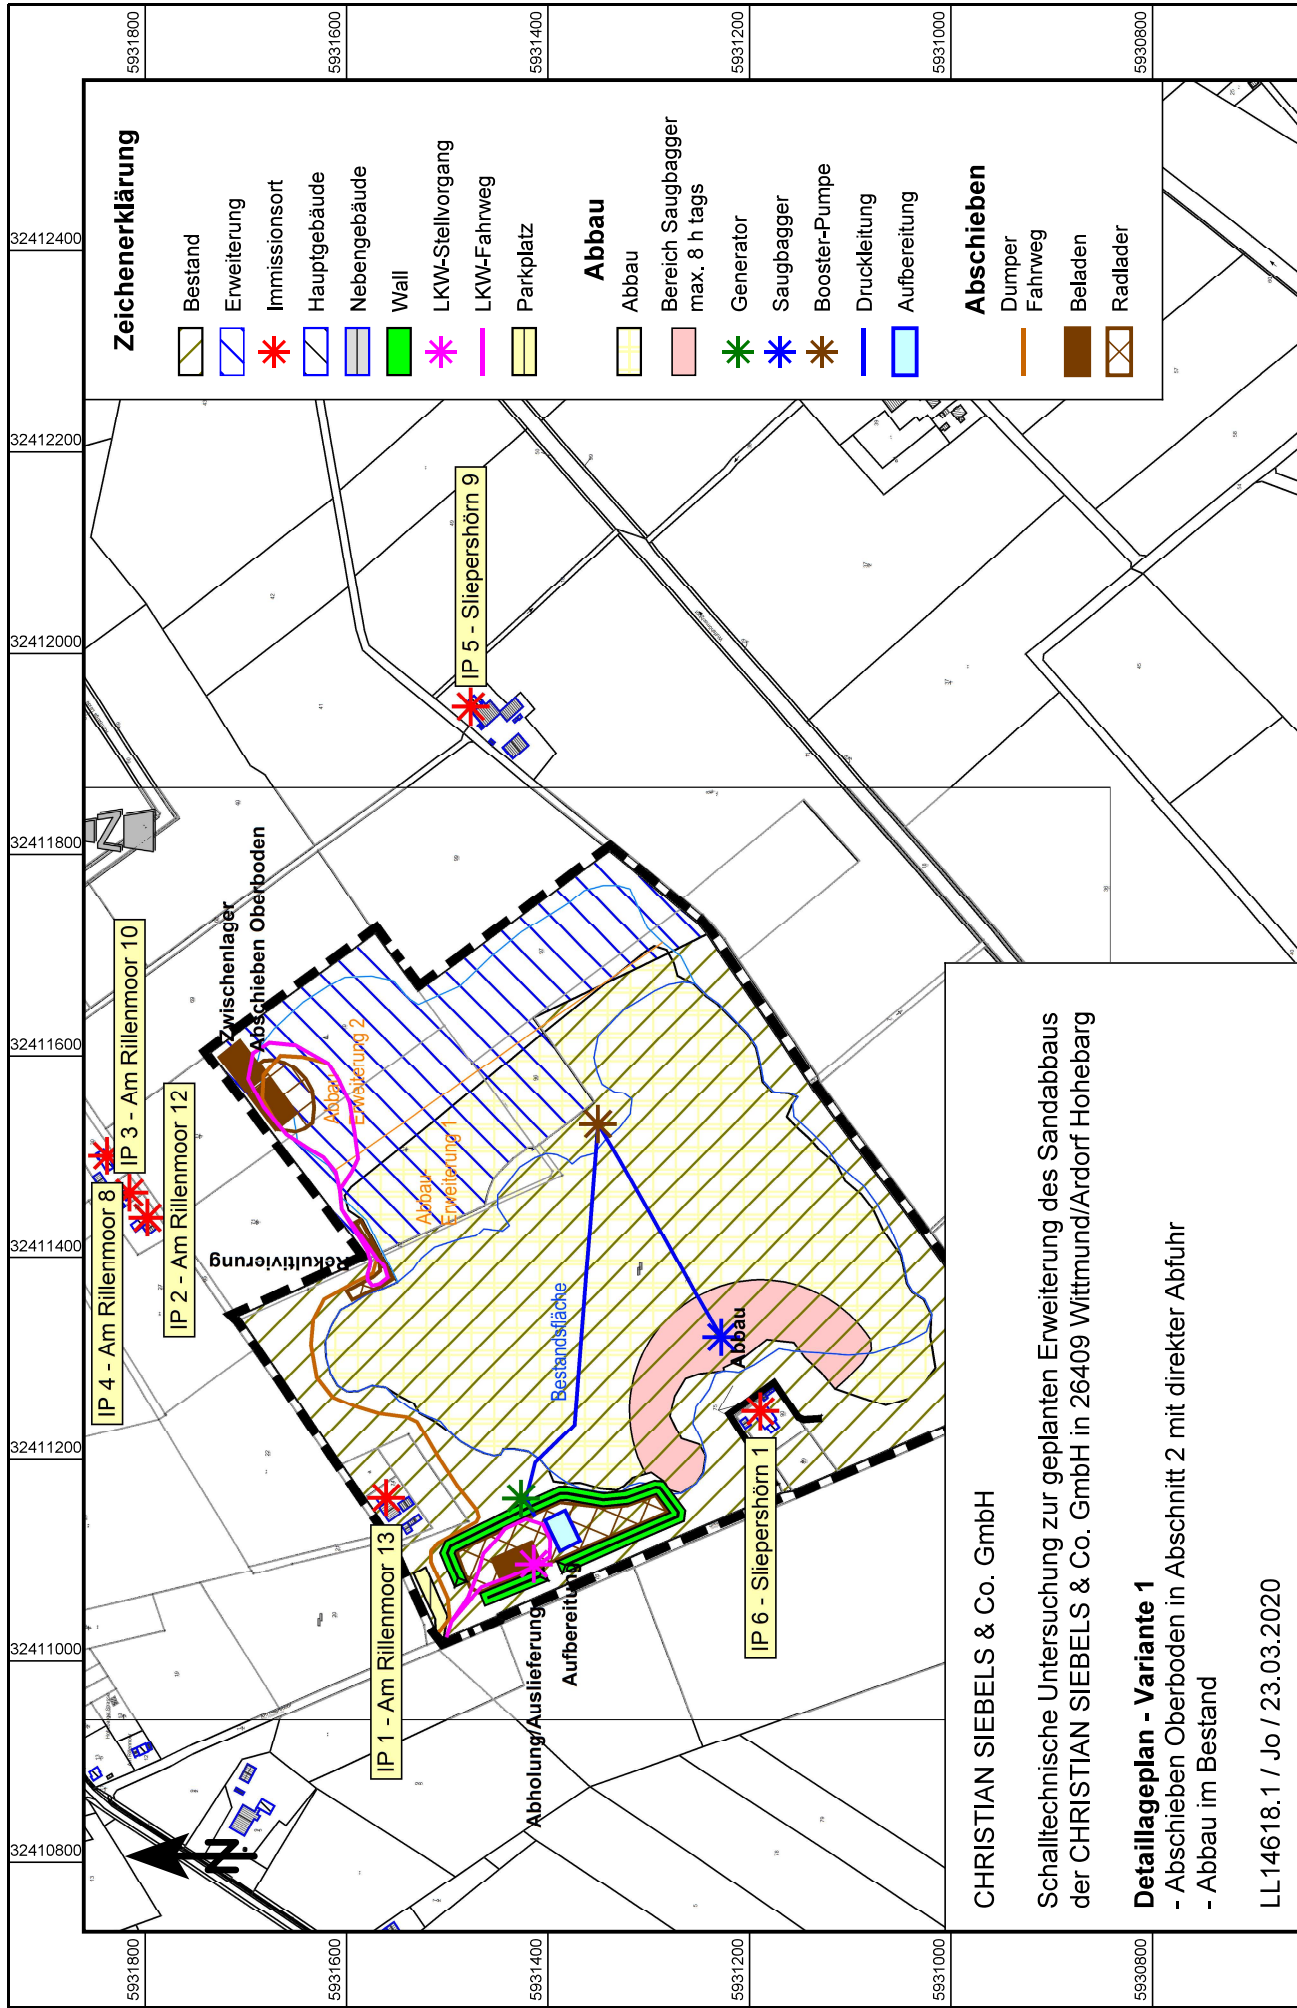 32410800
32411000
32411200
32411400
32411600
32411800
32412000
32412200
32412400
5931800
5931600
5931400
5931200
5931000
5930800
5931800
5931600
5931400
5931200
5931000
5930800
N
IP 4 - Am Rillenmoor 8
IP 3 - Am Rillenmoor 10
IP 2 - Am Rillenmoor 12
IP 1 - Am Rillenmoor 13
IP 5 - Sliepershörn 9
IP 6 - Sliepershörn 1
Zwischenlager
Abschieben Oberboden
Rekultivierung
Abbau
Erweiterung 2
Abbau
Erweiterung 1
Bestandsfläche
Abbau
Abholung/Auslieferung
Aufbereitung
Zeichenerklärung
Bestand
Erweiterung
Immissionsort
Hauptgebäude
Nebengebäude
Wall
LKW-Stellvorgang
LKW-Fahrweg
Parkplatz
Abbau
Abbau
Bereich Saugbagger
max. 8 h tags
Generator
Saugbagger
Booster-Pumpe
Druckleitung
Aufbereitung
Abschieben
Dumper
Fahrweg
Beladen
Radlader
CHRISTIAN SIEBELS & Co. GmbH
Schalltechnische Untersuchung zur geplanten Erweiterung des Sandabbaus
der CHRISTIAN SIEBELS & Co. GmbH in 26409 Wittmund/Ardorf Hohebarg
Detaillageplan - Variante 1
- Abschieben Oberboden in Abschnitt 2 mit direkter Abfuhr
- Abbau im Bestand
LL14618.1 / Jo / 23.03.2020